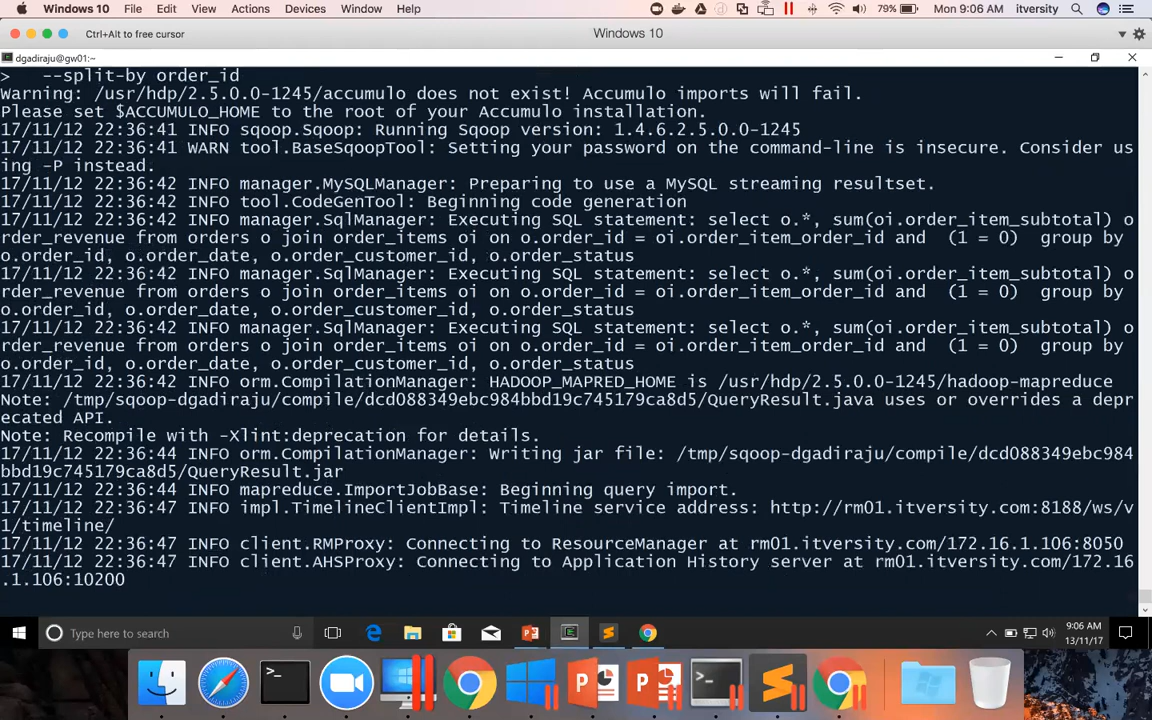 Windows 10 File Edit View Actions Devices Window Help 79% Mon 9:06 AM itversity
Ctrl+Alt to free cursor Windows 10
dgadiraju@gw01:~
> --split-by order_id
Warning: /usr/hdp/2.5.0.0-1245/accumulo does not exist! Accumulo imports will fail.
Please set $ACCUMULO_HOME to the root of your Accumulo installation.
17/11/12 22:36:41 INFO sqoop.Sqoop: Running Sqoop version: 1.4.6.2.5.0.0-1245
17/11/12 22:36:41 WARN tool.BaseSqoopTool: Setting your password on the command-line is insecure. Consider us
ing -P instead.
17/11/12 22:36:42 INFO manager.MySQLManager: Preparing to use a MySQL streaming resultset.
17/11/12 22:36:42 INFO tool.CodeGenTool: Beginning code generation
17/11/12 22:36:42 INFO manager.SqlManager: Executing SQL statement: select o.*, sum(oi.order_item_subtotal) o
rder_revenue from orders o join order_items oi on o.order_id = oi.order_item_order_id and  (1 = 0)  group by
o.order_id, o.order_date, o.order_customer_id, o.order_status
17/11/12 22:36:42 INFO manager.SqlManager: Executing SQL statement: select o.*, sum(oi.order_item_subtotal) o
rder_revenue from orders o join order_items oi on o.order_id = oi.order_item_order_id and  (1 = 0)  group by
o.order_id, o.order_date, o.order_customer_id, o.order_status
17/11/12 22:36:42 INFO manager.SqlManager: Executing SQL statement: select o.*, sum(oi.order_item_subtotal) o
rder_revenue from orders o join order_items oi on o.order_id = oi.order_item_order_id and  (1 = 0)  group by
o.order_id, o.order_date, o.order_customer_id, o.order_status
17/11/12 22:36:42 INFO orm.CompilationManager: HADOOP_MAPRED_HOME is /usr/hdp/2.5.0.0-1245/hadoop-mapreduce
Note: /tmp/sqoop-dgadiraju/compile/dcd088349ebc984bbd19c745179ca8d5/QueryResult.java uses or overrides a depr
ecated API.
Note: Recompile with -Xlint:deprecation for details.
17/11/12 22:36:44 INFO orm.CompilationManager: Writing jar file: /tmp/sqoop-dgadiraju/compile/dcd088349ebc984
bbd19c745179ca8d5/QueryResult.jar
17/11/12 22:36:44 INFO mapreduce.ImportJobBase: Beginning query import.
17/11/12 22:36:47 INFO impl.TimelineClientImpl: Timeline service address: http://rm01.itversity.com:8188/ws/v
1/timeline/
17/11/12 22:36:47 INFO client.RMProxy: Connecting to ResourceManager at rm01.itversity.com/172.16.1.106:8050
17/11/12 22:36:47 INFO client.AHSProxy: Connecting to Application History server at rm01.itversity.com/172.16
.1.106:10200
Type here to search 9:06 AM
13/11/17